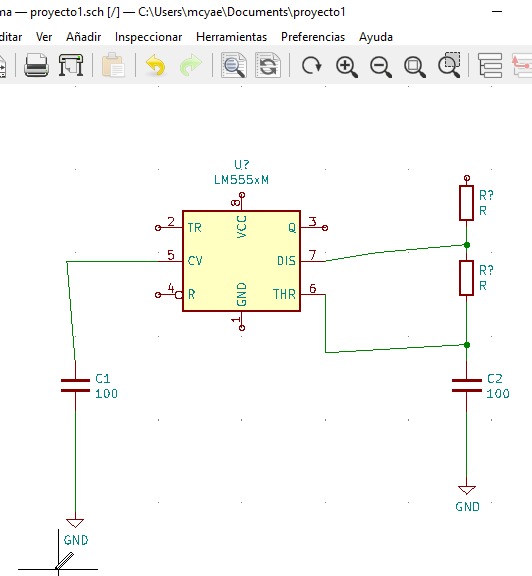 ma — proyecto1.sch [/] — C:\Users\mcyae\Documents\proyecto1
ditar Ver Añadir Inspeccionar Herramientas Preferencias Ayuda
U?
LM555xM
8
VCC
2 TR
Q 3
5 CV
DIS 7
4 R
THR 6
GND
1
R?
R
R?
R
C1
100
C2
100
GND
GND